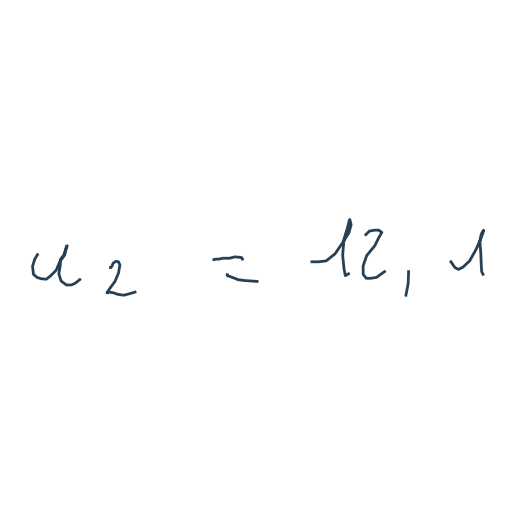 u₂ = 12,1